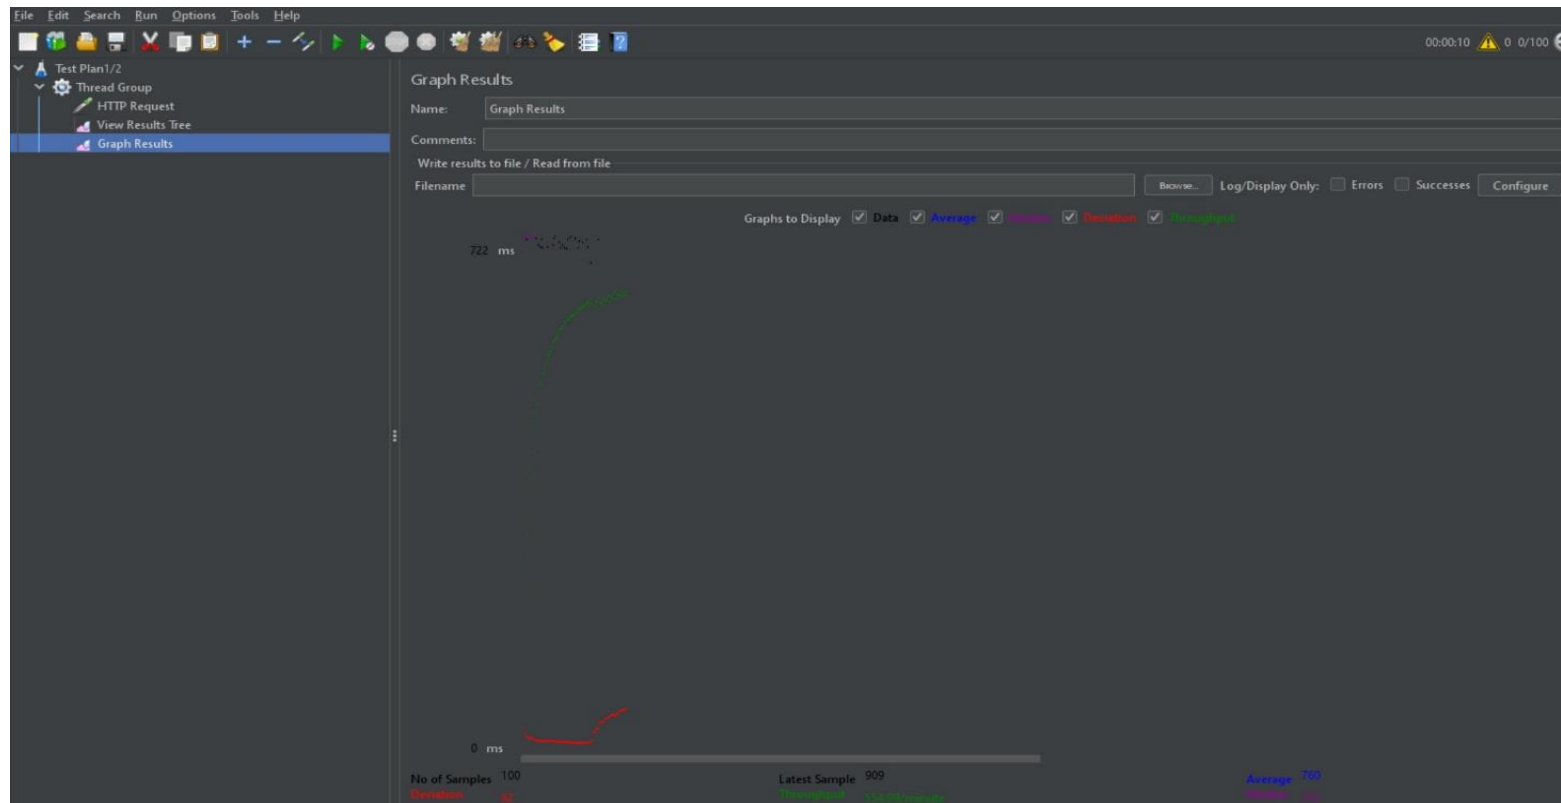 File Edit Search Run Options Tools Help
00:00:10 0 0/100
Test Plan1/2
Thread Group
HTTP Request
View Results Tree
Graph Results
Graph Results
Name: Graph Results
Comments:
Write results to file / Read from file
Filename Browse... Log/Display Only: Errors Successes Configure
Graphs to Display Data Average Median Deviation Throughput
722 ms
0 ms
No of Samples 100 Latest Sample 909 Average 760
Deviation Throughput Median